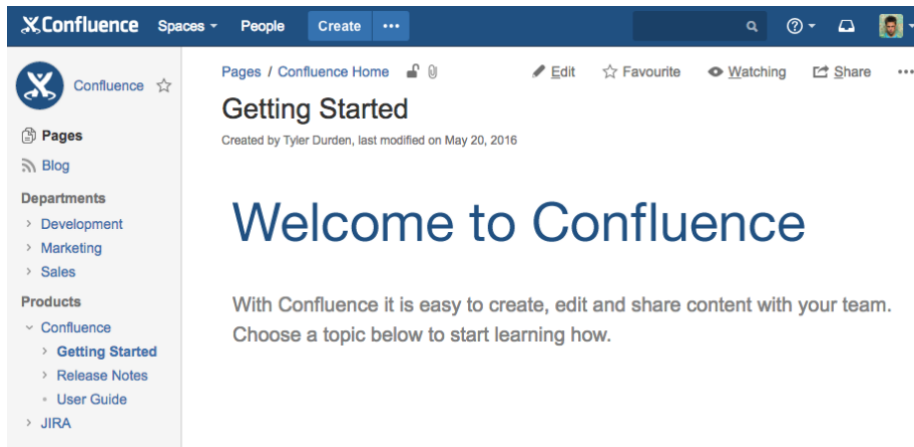 Confluence Spaces People Create
Confluence
Pages
Blog
Departments
Development
Marketing
Sales
Products
Confluence
Getting Started
Release Notes
User Guide
JIRA
Pages / Confluence Home Edit Favourite Watching Share
Getting Started
Created by Tyler Durden, last modified on May 20, 2016
Welcome to Confluence
With Confluence it is easy to create, edit and share content with your team.
Choose a topic below to start learning how.